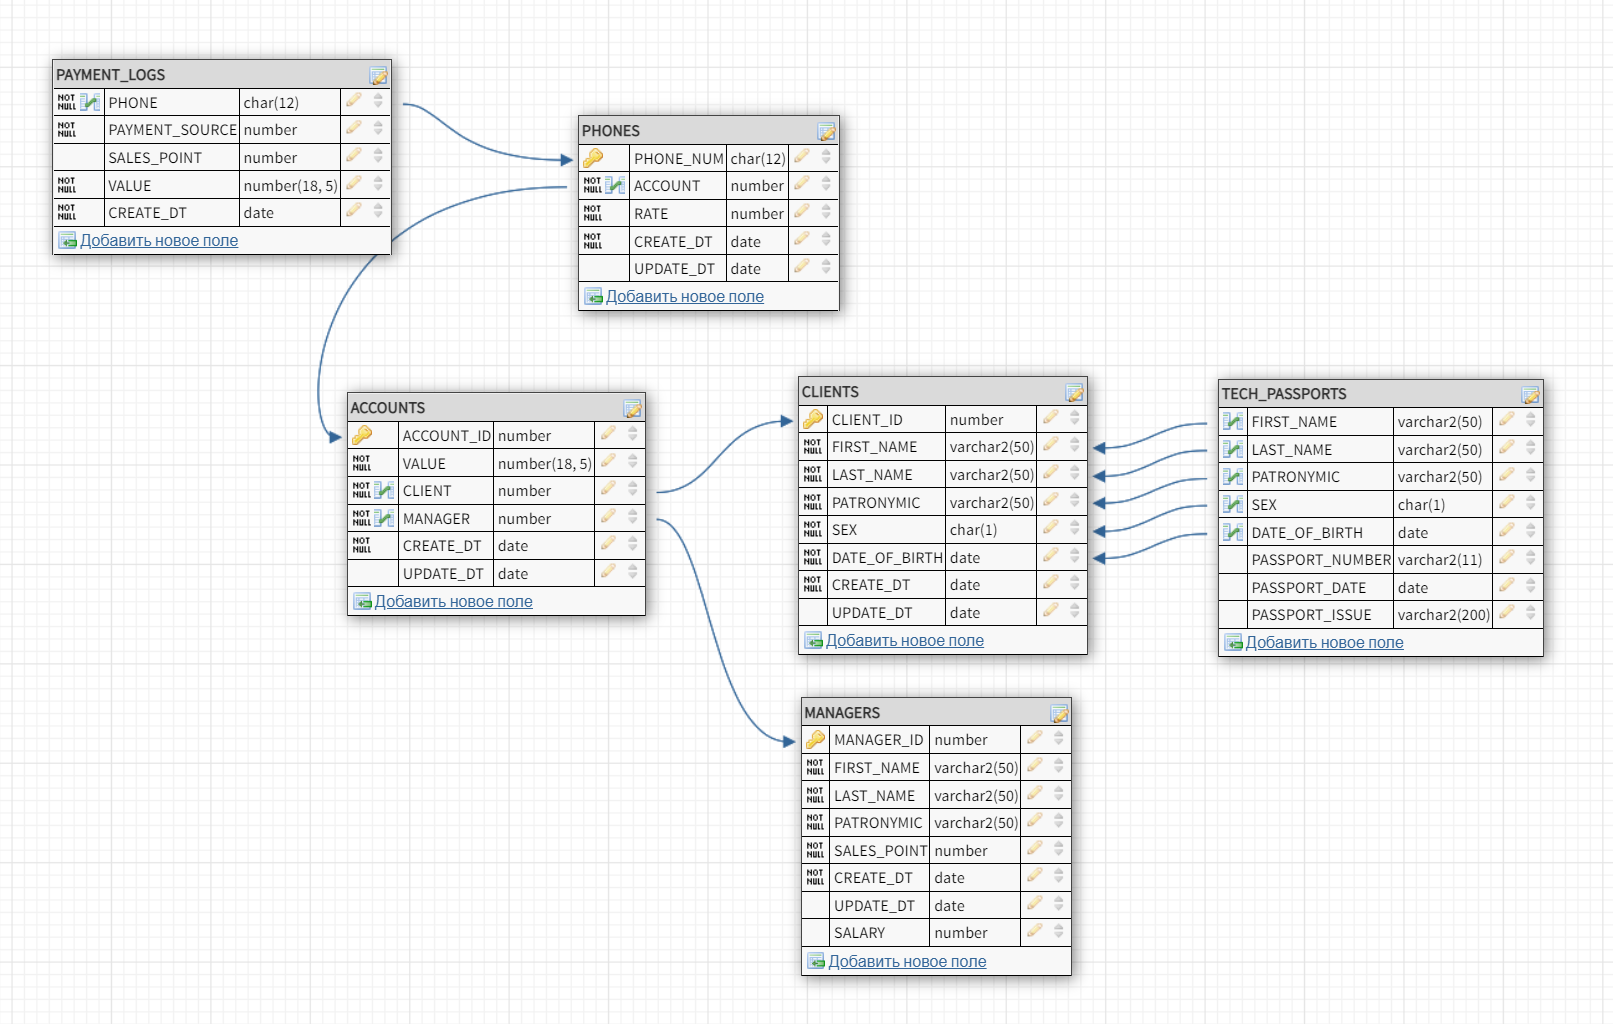 PAYMENT_LOGS
NOT NULL PHONE char(12)
NOT NULL PAYMENT_SOURCE number
SALES_POINT number
NOT NULL VALUE number(18, 5)
NOT NULL CREATE_DT date
Добавить новое поле
PHONES
PHONE_NUM char(12)
NOT NULL ACCOUNT number
NOT NULL RATE number
NOT NULL CREATE_DT date
UPDATE_DT date
Добавить новое поле
ACCOUNTS
ACCOUNT_ID number
NOT NULL VALUE number(18, 5)
NOT NULL CLIENT number
NOT NULL MANAGER number
NOT NULL CREATE_DT date
UPDATE_DT date
Добавить новое поле
CLIENTS
CLIENT_ID number
NOT NULL FIRST_NAME varchar2(50)
NOT NULL LAST_NAME varchar2(50)
NOT NULL PATRONYMIC varchar2(50)
NOT NULL SEX char(1)
NOT NULL DATE_OF_BIRTH date
NOT NULL CREATE_DT date
UPDATE_DT date
Добавить новое поле
TECH_PASSPORTS
FIRST_NAME varchar2(50)
LAST_NAME varchar2(50)
PATRONYMIC varchar2(50)
SEX char(1)
DATE_OF_BIRTH date
PASSPORT_NUMBER varchar2(11)
PASSPORT_DATE date
PASSPORT_ISSUE varchar2(200)
Добавить новое поле
MANAGERS
MANAGER_ID number
NOT NULL FIRST_NAME varchar2(50)
NOT NULL LAST_NAME varchar2(50)
NOT NULL PATRONYMIC varchar2(50)
NOT NULL SALES_POINT number
NOT NULL CREATE_DT date
UPDATE_DT date
SALARY number
Добавить новое поле